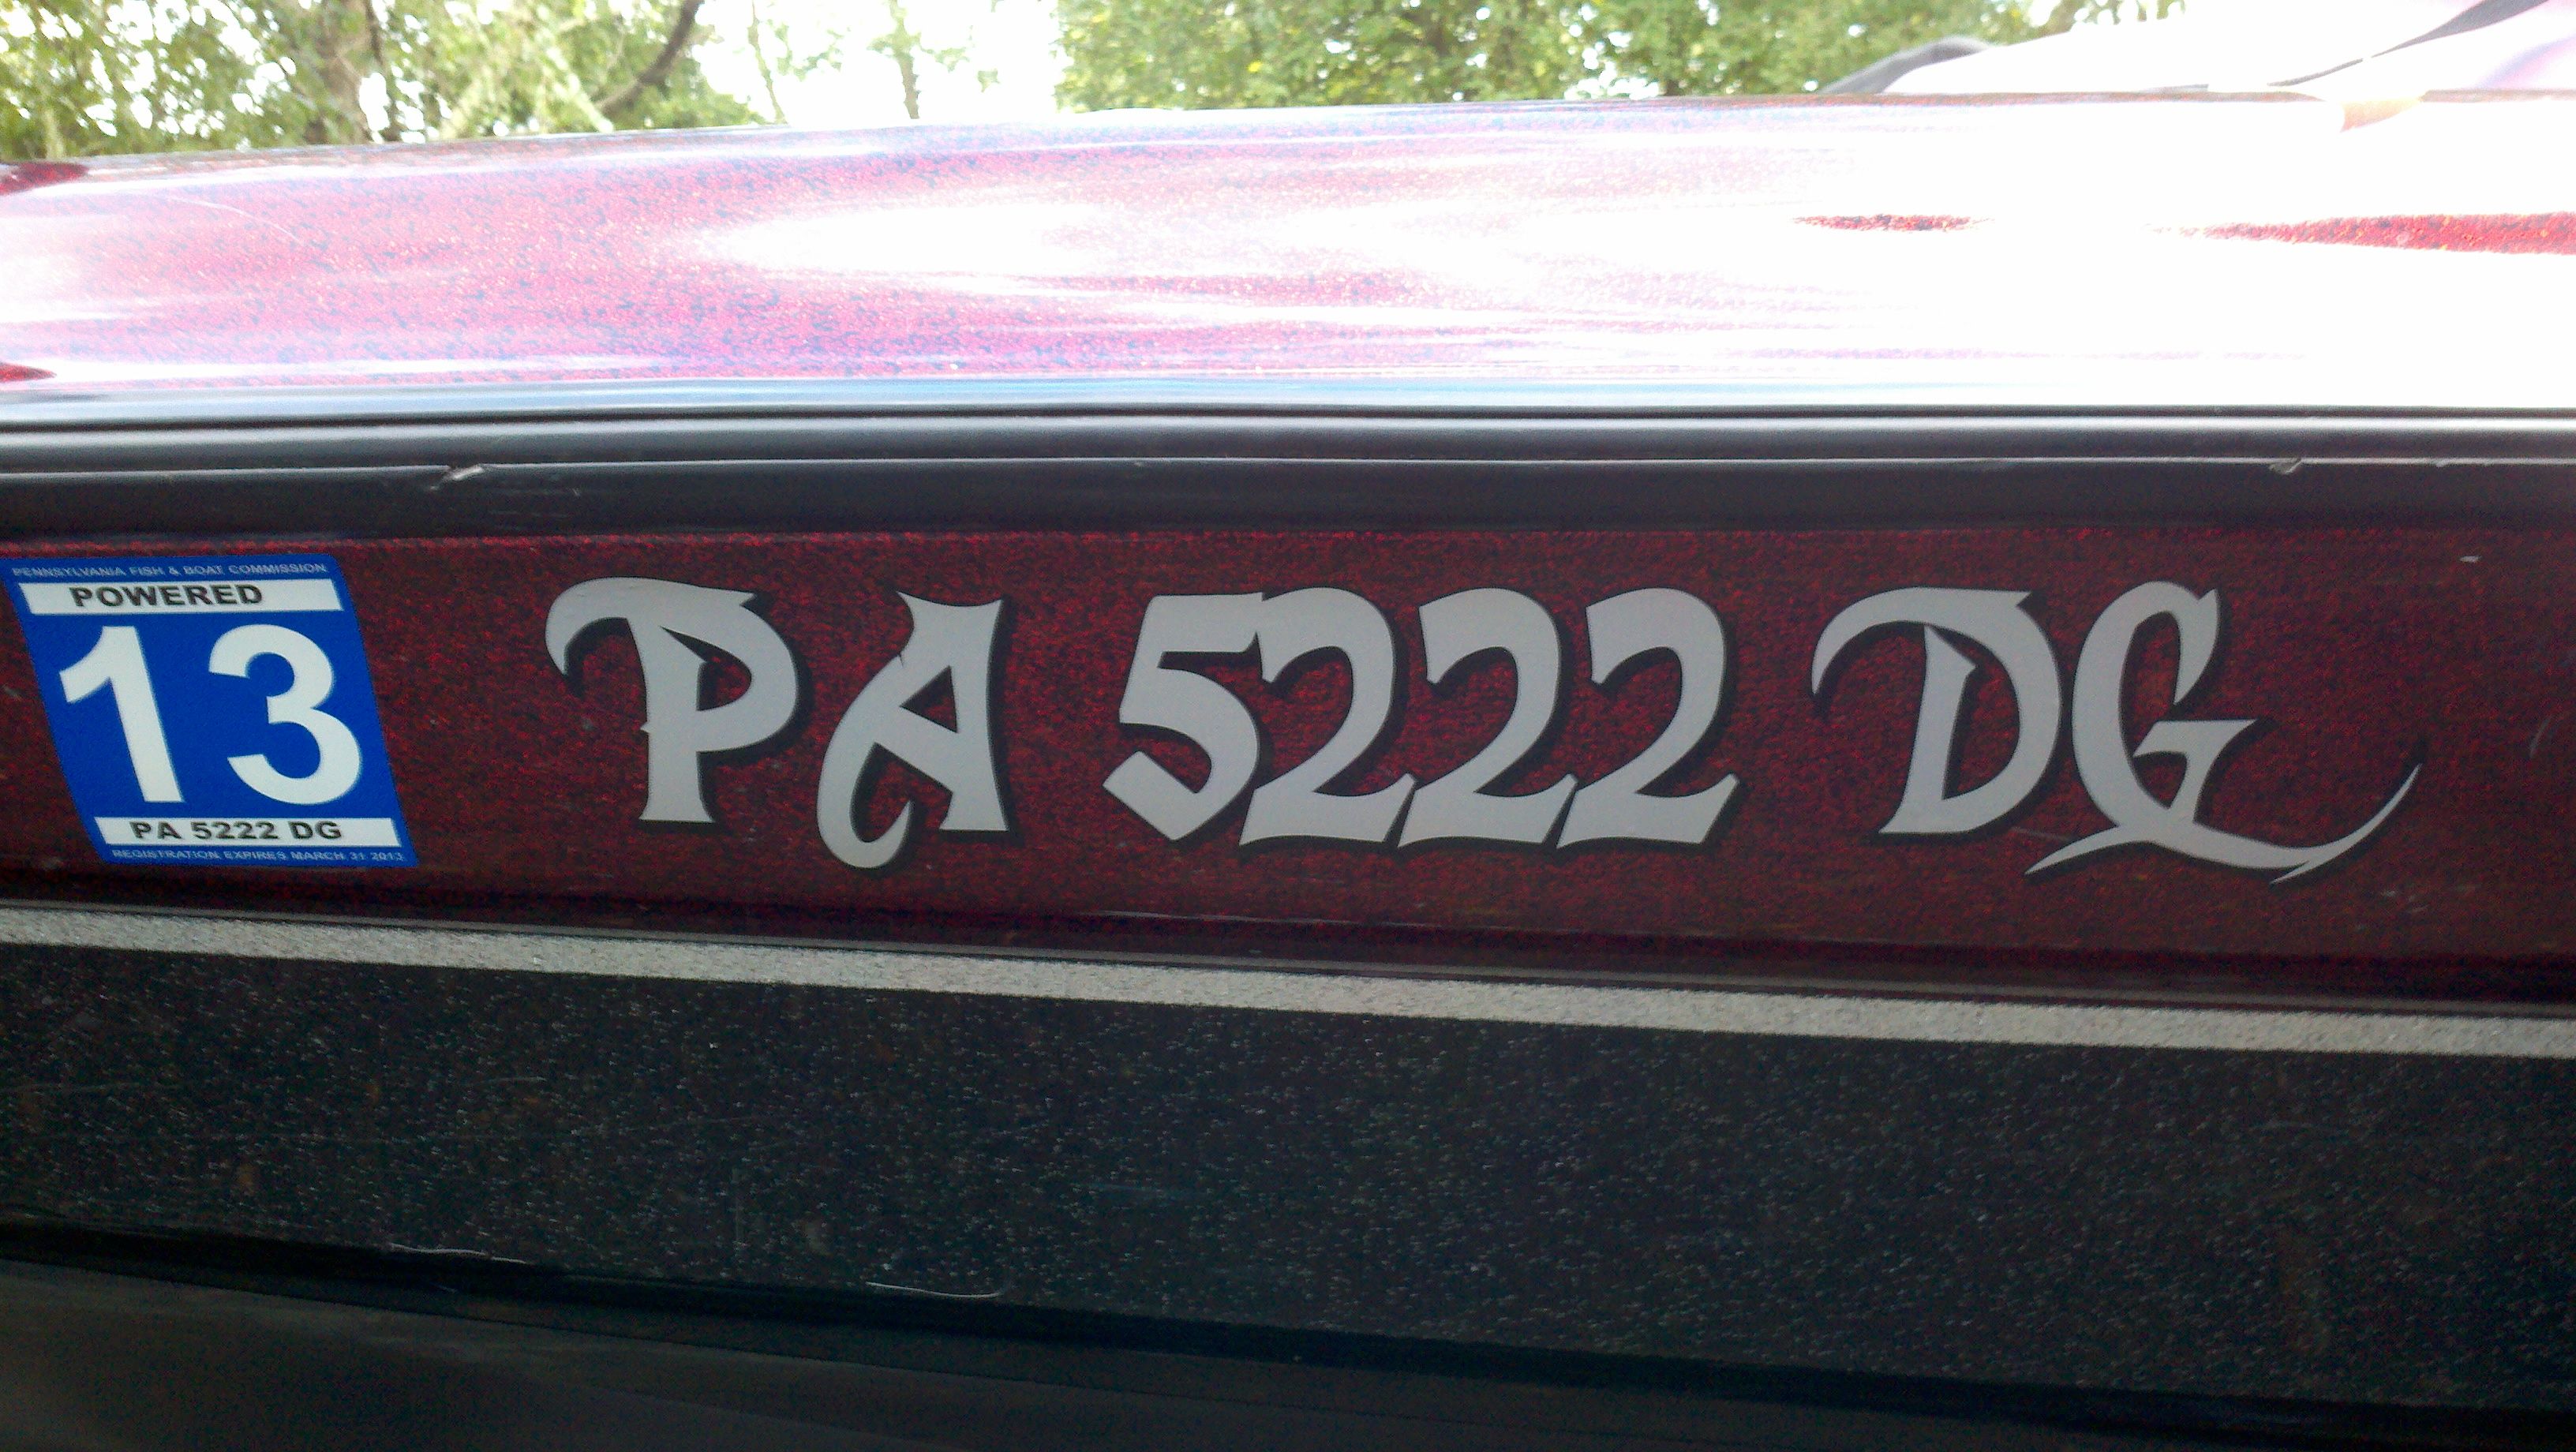 PENNSYLVANIA FISH & BOAT COMMISSION
POWERED
13
PA 5222 DG
REGISTRATION EXPIRES MARCH 31 2013
PA 5222 DG